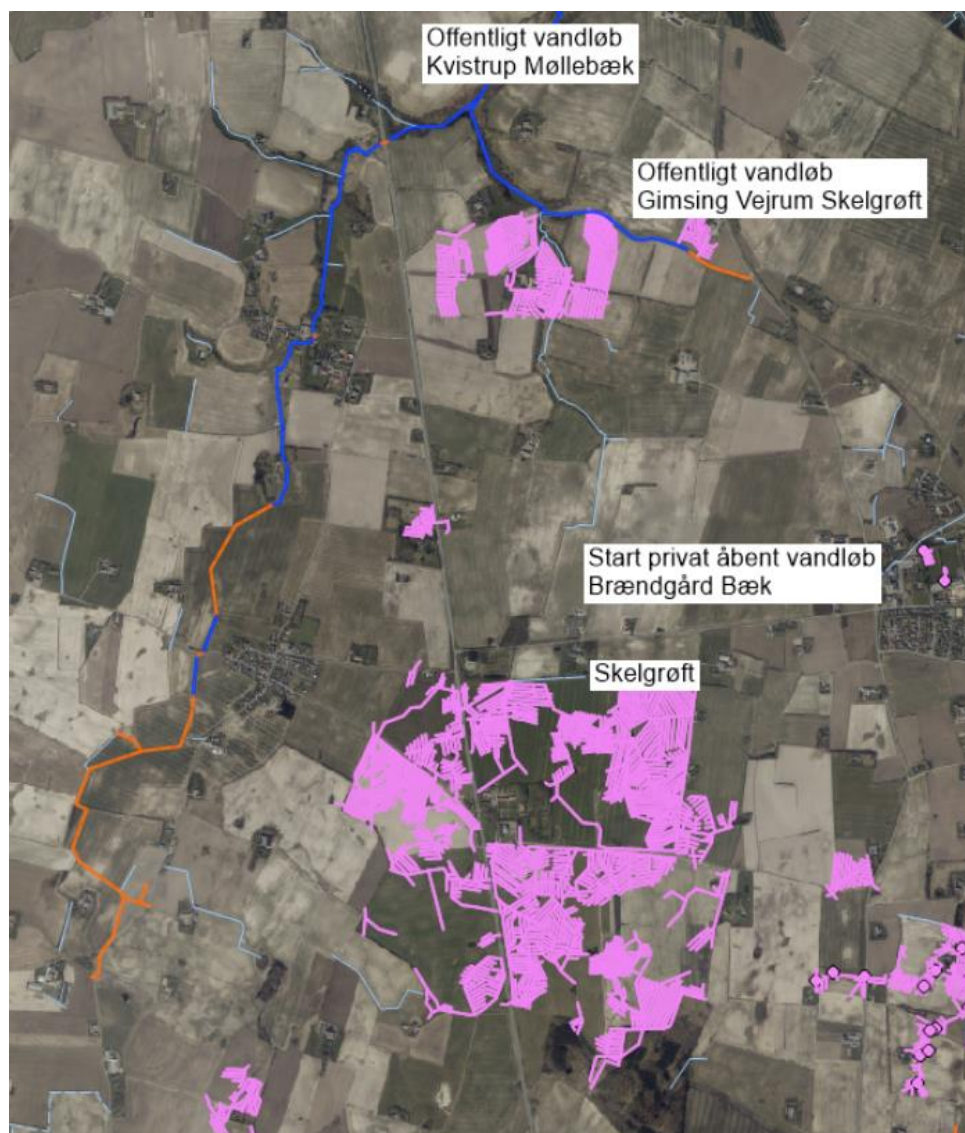 Offentligt vandløb
Kvistrup Møllebæk
Offentligt vandløb
Gimsing Vejrum Skelgrøft
Start privat åbent vandløb
Brændgård Bæk
Skelgrøft